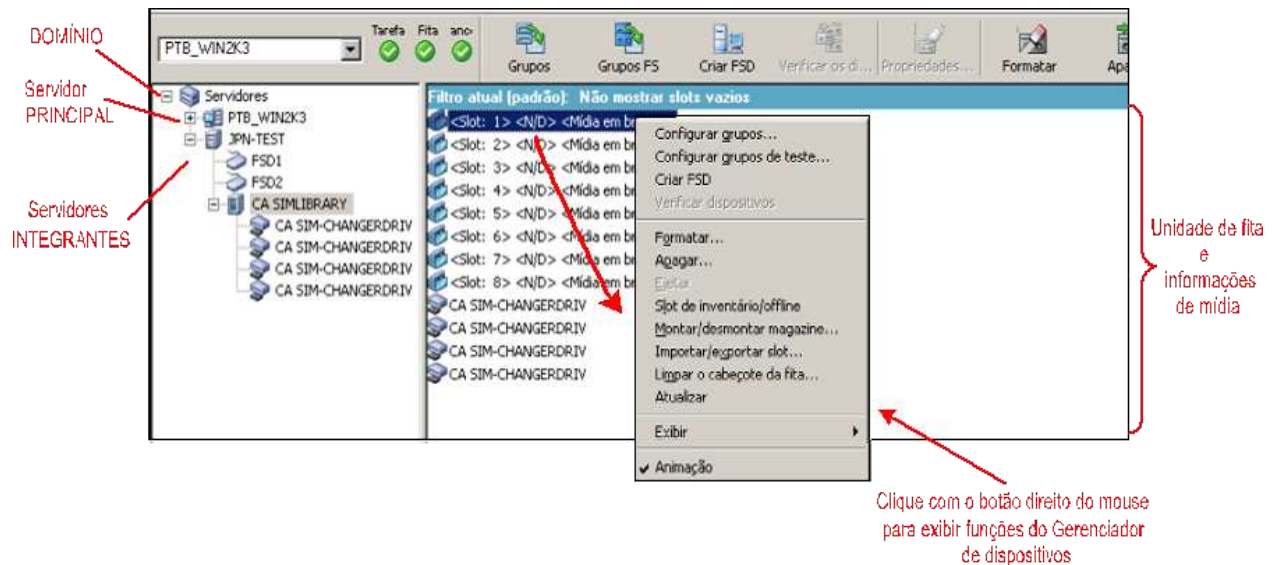 DOMÍNIO
Servidor
PRINCIPAL
Servidores
INTEGRANTES
PTB_WIN2K3
Tarefa Fita anc
Grupos
Grupos FS
Criar FSD
Verificar os di...
Propriedades...
Formatar
Apa
Servidores
PTB_WIN2K3
JPN-TEST
FSD1
FSD2
CA SIMLIBRARY
CA SIM-CHANGERDRIV
CA SIM-CHANGERDRIV
CA SIM-CHANGERDRIV
CA SIM-CHANGERDRIV
Filtro atual (padrão): Não mostrar slots vazios
<Slot: 1> <N/D> <Mídia em br
<Slot: 2> <N/D> <Mídia em br
<Slot: 3> <N/D> <Mídia em br
<Slot: 4> <N/D> <Mídia em br
<Slot: 5> <N/D> <Mídia em br
<Slot: 6> <N/D> <Mídia em br
<Slot: 7> <N/D> <Mídia em br
<Slot: 8> <N/D> <Mídia em br
CA SIM-CHANGERDRIV
CA SIM-CHANGERDRIV
CA SIM-CHANGERDRIV
CA SIM-CHANGERDRIV
Configurar grupos...
Configurar grupos de teste...
Criar FSD
Verificar dispositivos
Formatar...
Apagar...
Ejetar
Slot de inventário/offline
Montar/desmontar magazine...
Importar/exportar slot...
Limpar o cabeçote da fita...
Atualizar
Exibir
Animação
Unidade de fita
e
informações
de mídia
Clique com o botão direito do mouse
para exibir funções do Gerenciador
de dispositivos